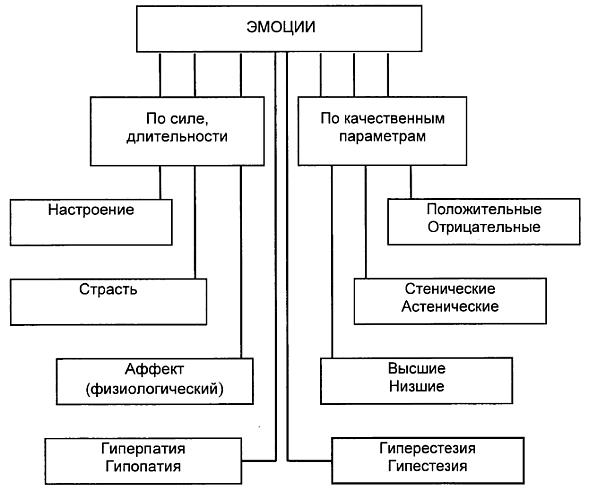 ЭМОЦИИ
По силе,
длительности
По качественным
параметрам
Настроение
Положительные
Отрицательные
Страсть
Стенические
Астенические
Аффект
(физиологический)
Высшие
Низшие
Гиперпатия
Гипопатия
Гиперестезия
Гипестезия